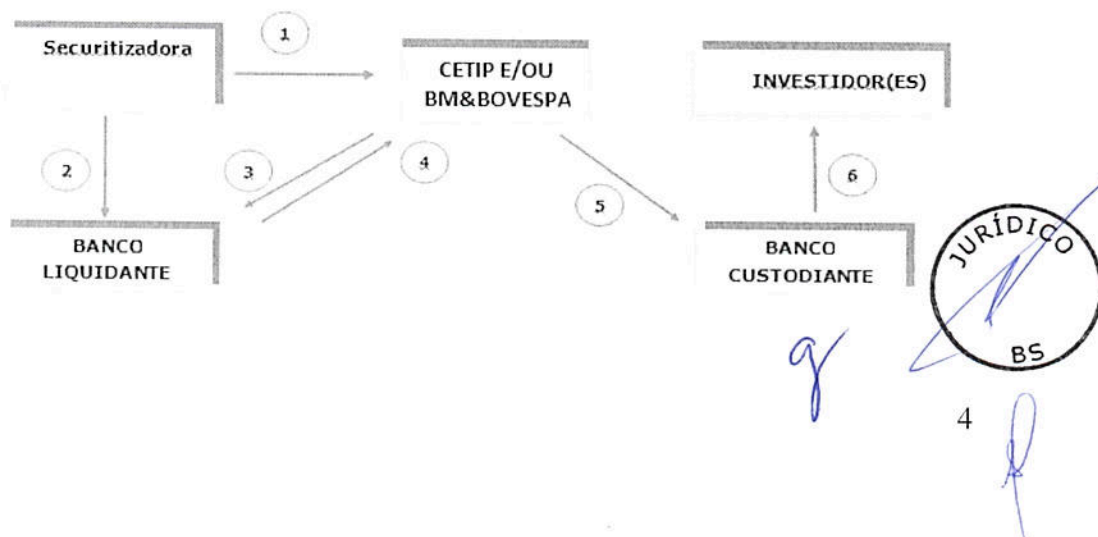 Securitizadora
1
CETIP E/OU
BM&BOVESPA
INVESTIDOR(ES)
2
3
4
5
6
BANCO
LIQUIDANTE
BANCO
CUSTODIANTE
JURÍDICO
BS
4